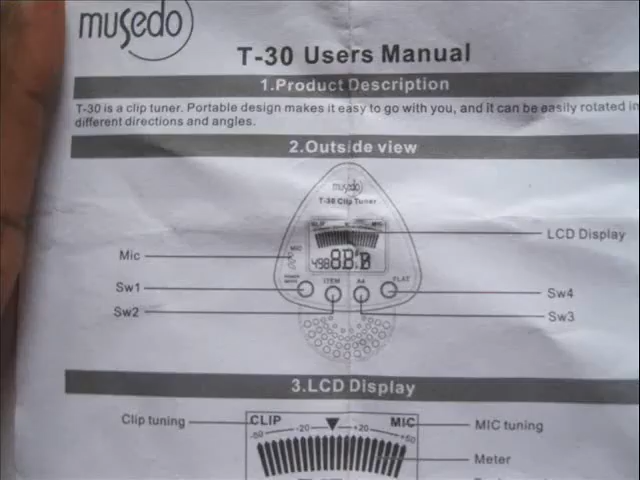 musedo
T-30 Users Manual
1.Product Description
T-30 is a clip tuner. Portable design makes it easy to go with you, and it can be easily rotated in
different directions and angles.
2.Outside view
musedo
T-30 Clip Tuner
CLIP MIC
LCD Display
Mic
MIC
Sw1
ITEM
AA
FLAT
Sw4
Sw2
Sw3
3.LCD Display
Clip tuning
CLIP
MIC
MIC tuning
-50 -20 +20 +50
Meter